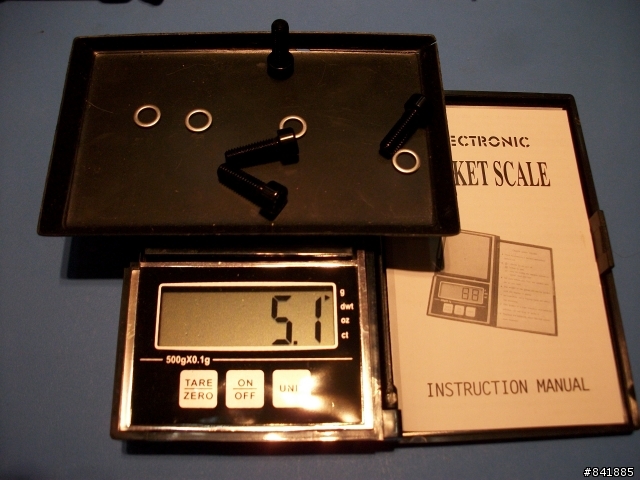 ECTRONIC
KET SCALE
5.1
g
dwt
oz
ct
500gX0.1g
TARE
ZERO
ON
OFF
UNI
INSTRUCTION MANUAL
#841885